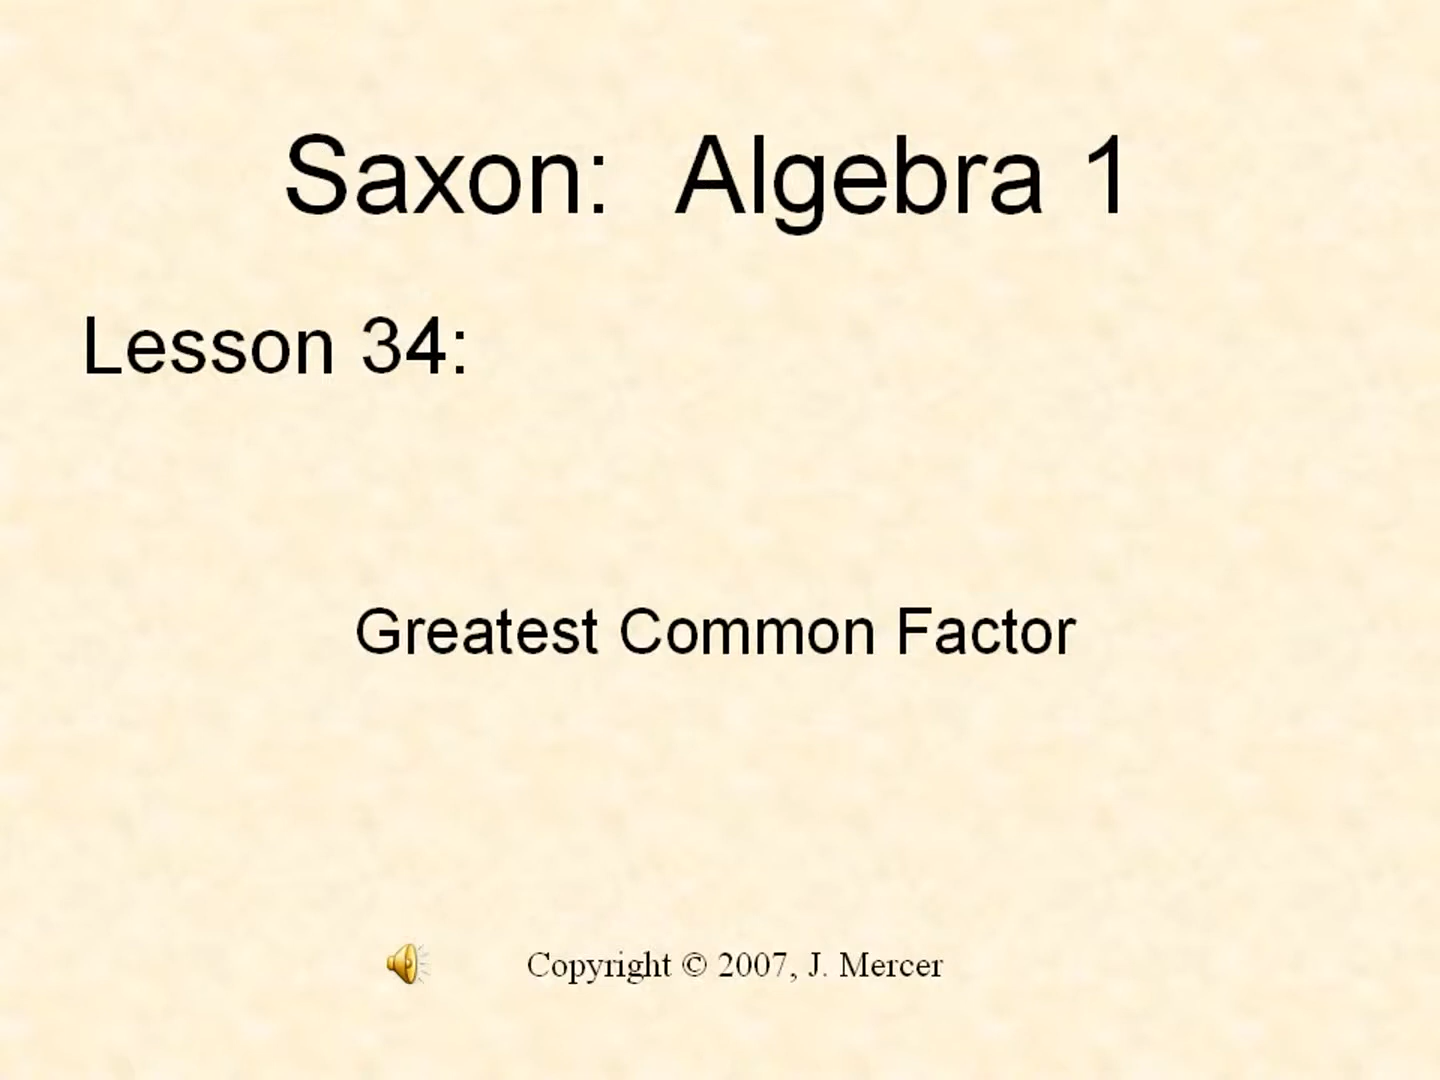 Saxon:  Algebra 1
Lesson 34:
Greatest Common Factor
Copyright © 2007, J. Mercer